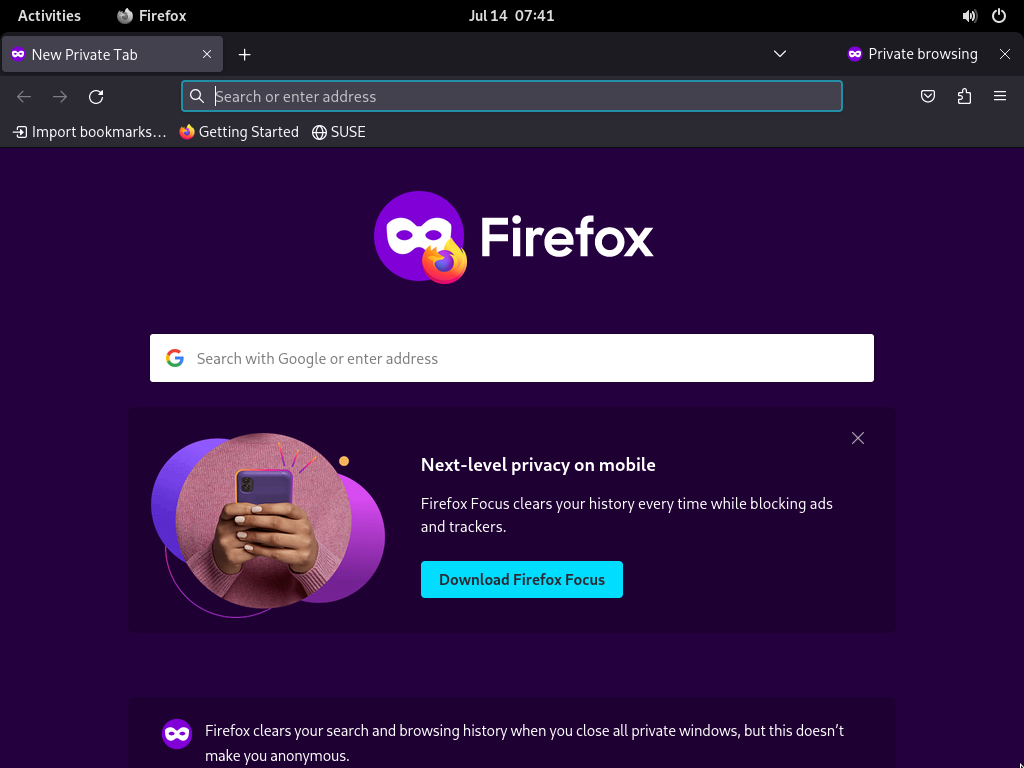 Activities Firefox Jul 14 07:41
New Private Tab Private browsing
Search or enter address
Import bookmarks… Getting Started SUSE
Firefox
Search with Google or enter address
Next-level privacy on mobile
Firefox Focus clears your history every time while blocking ads
and trackers.
Download Firefox Focus
Firefox clears your search and browsing history when you close all private windows, but this doesn’t
make you anonymous.